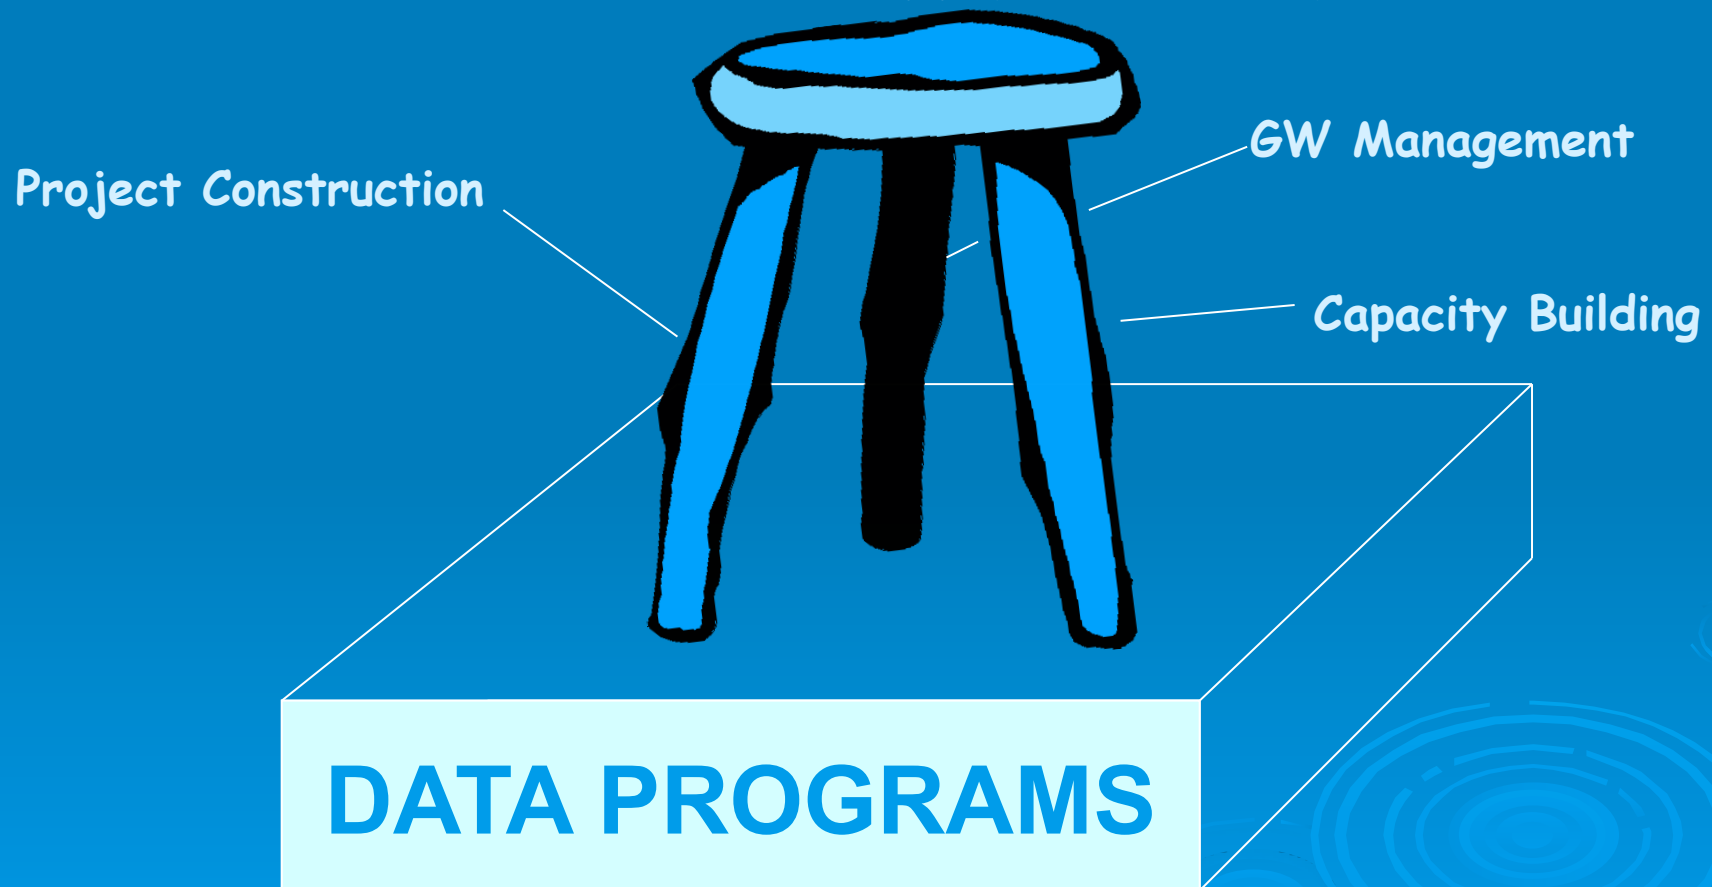 GW Management
Project Construction
Capacity Building
DATA PROGRAMS